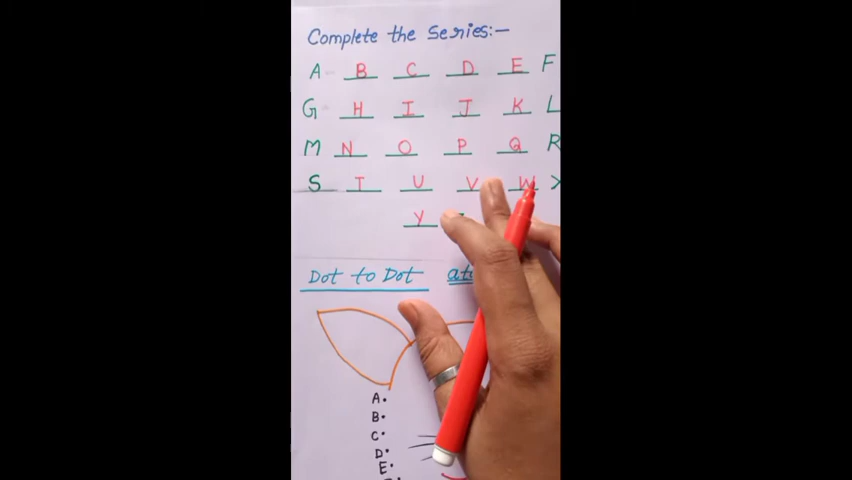 Complete the Series:-
A B C D E F
G H I J K L
M N O P Q R
S T U V W
Y
Dot to Dot
A.
B.
C.
D.
E.